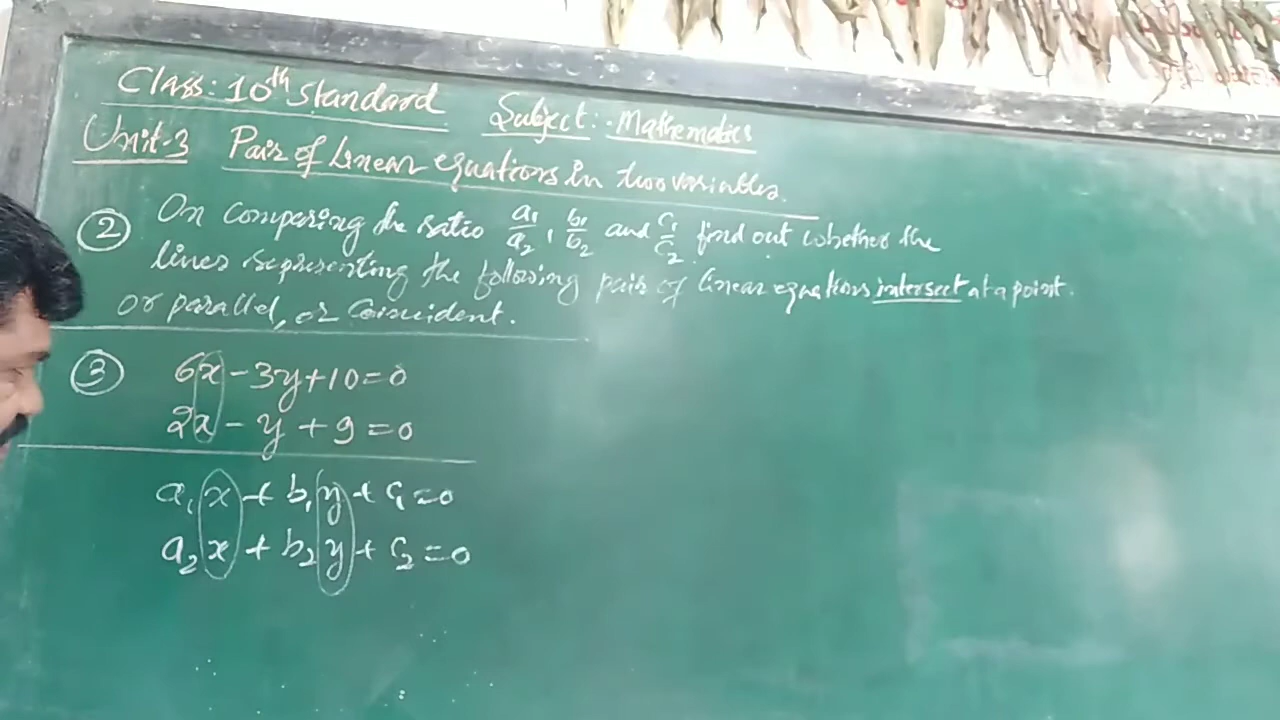 Class: 10th Standard Subject:- Mathematics
Unit-3 Pair of Linear equations in two variables.
② On comparing the ratio a₁/a₂, b₁/b₂ and c₁/c₂ find out whether the
lines representing the following pair of linear equations intersect at a point.
or parallel, or Coincident.
③ 6x - 3y + 10 = 0
2x - y + 9 = 0
a₁x + b₁y + c₁ = 0
a₂x + b₂y + c₂ = 0